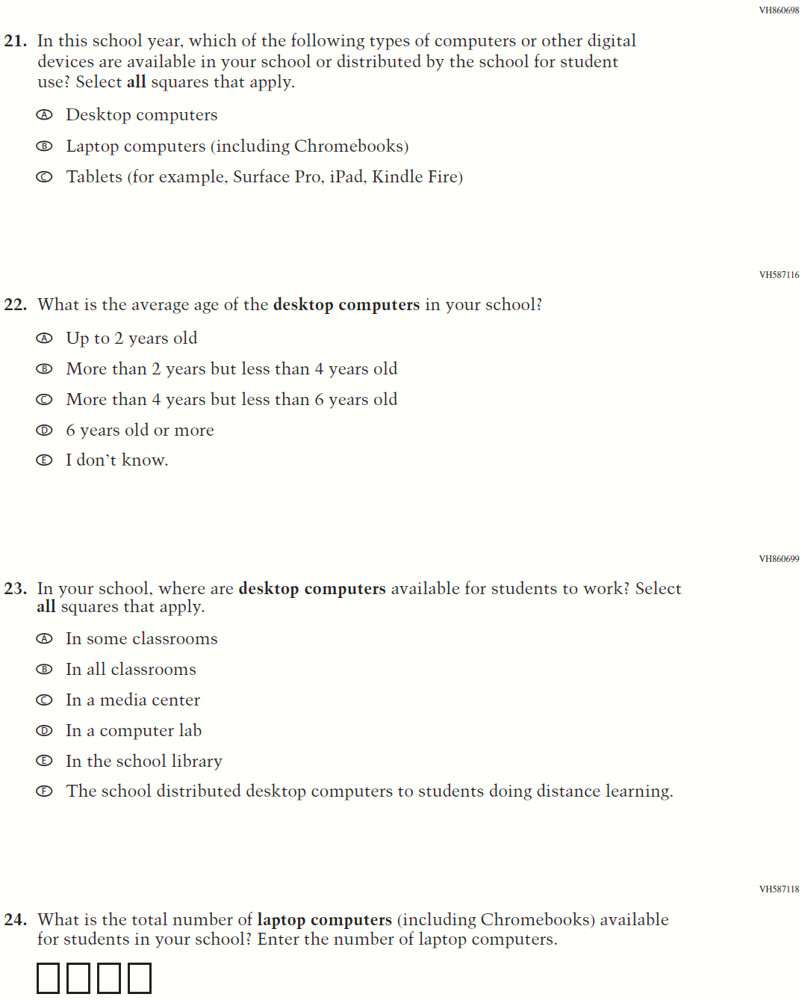 VH860698
21. In this school year, which of the following types of computers or other digital
devices are available in your school or distributed by the school for student
use? Select all squares that apply.
A Desktop computers
B Laptop computers (including Chromebooks)
C Tablets (for example, Surface Pro, iPad, Kindle Fire)
VH587116
22. What is the average age of the desktop computers in your school?
A Up to 2 years old
B More than 2 years but less than 4 years old
C More than 4 years but less than 6 years old
D 6 years old or more
E I don’t know.
VH860699
23. In your school, where are desktop computers available for students to work? Select
all squares that apply.
A In some classrooms
B In all classrooms
C In a media center
D In a computer lab
E In the school library
F The school distributed desktop computers to students doing distance learning.
VH587118
24. What is the total number of laptop computers (including Chromebooks) available
for students in your school? Enter the number of laptop computers.